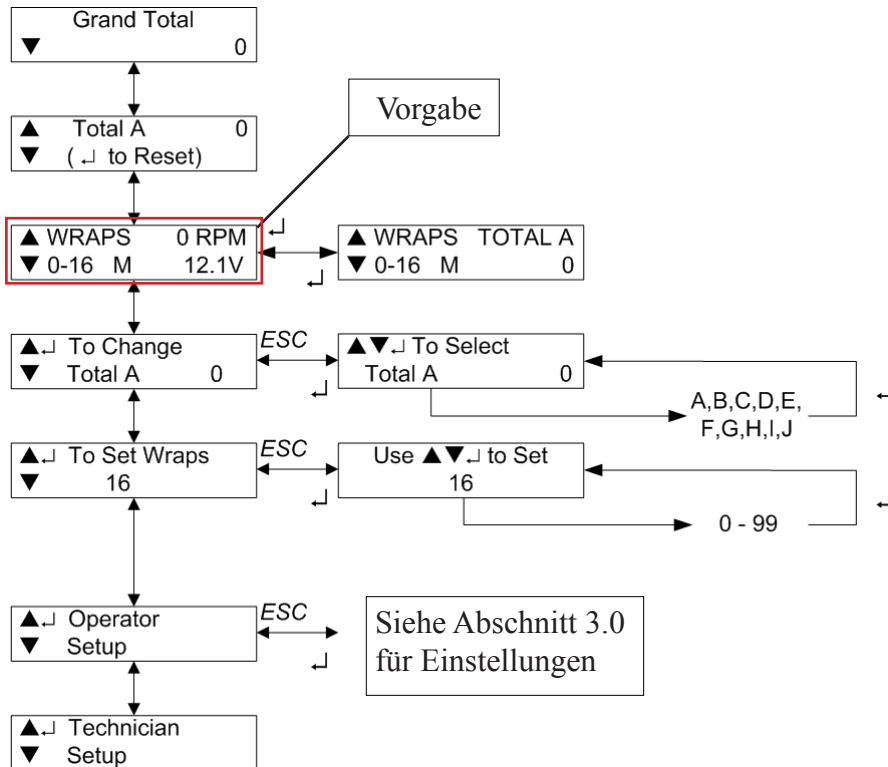 Grand Total
▼ 0
Vorgabe
▲ Total A 0
▼ ( ↵ to Reset)
▲ WRAPS 0 RPM
▼ 0-16 M 12.1V
↵
↵
▲ WRAPS TOTAL A
▼ 0-16 M 0
▲↵ To Change
▼ Total A 0
ESC
↵
▲▼↵ To Select
Total A 0
A,B,C,D,E,
F,G,H,I,J
↵
▲↵ To Set Wraps
▼ 16
ESC
↵
Use ▲▼↵ to Set
16
0 - 99
↵
▲↵ Operator
▼ Setup
ESC
↵
Siehe Abschnitt 3.0
für Einstellungen
▲↵ Technician
▼ Setup